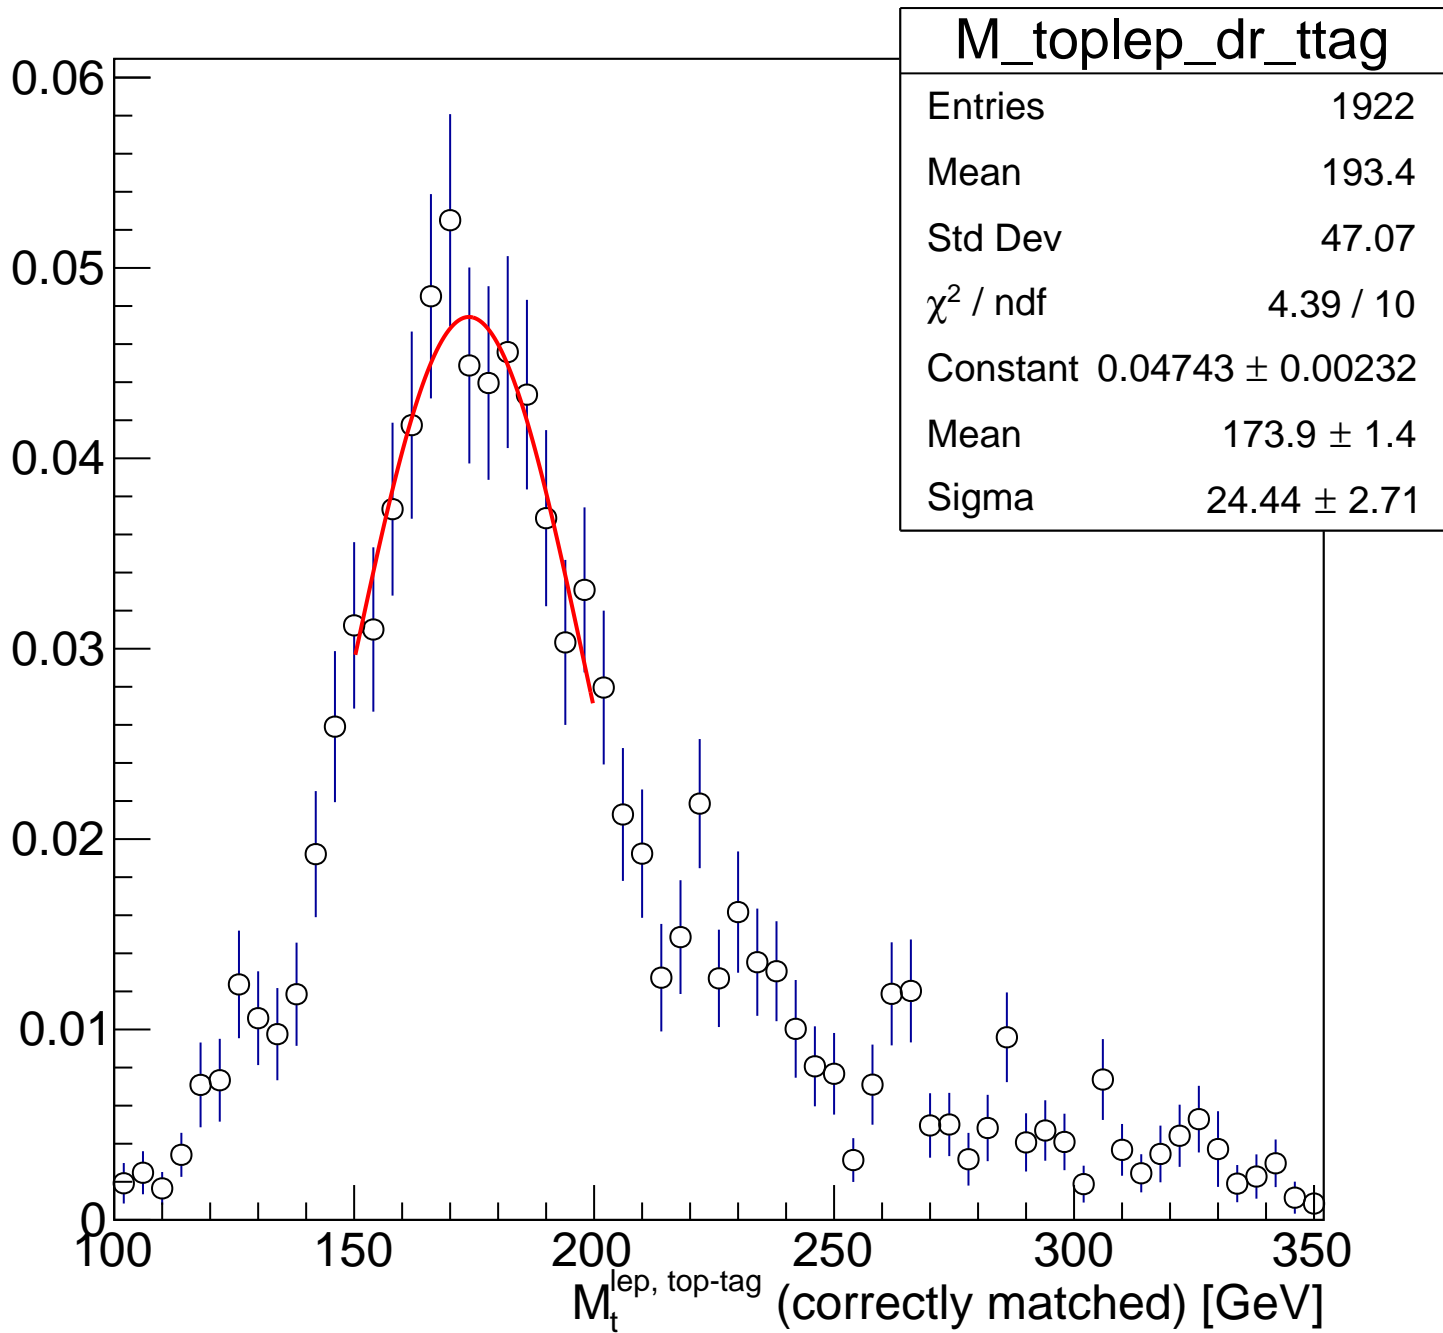 M_toplep_dr_ttag
Entries 1922
Mean 193.4
Std Dev 47.07
χ² / ndf 4.39 / 10
Constant 0.04743 ± 0.00232
Mean 173.9 ± 1.4
Sigma 24.44 ± 2.71
0.06
0.05
0.04
0.03
0.02
0.01
0
100 150 200 250 300 350
M_t^lep, top-tag (correctly matched) [GeV]